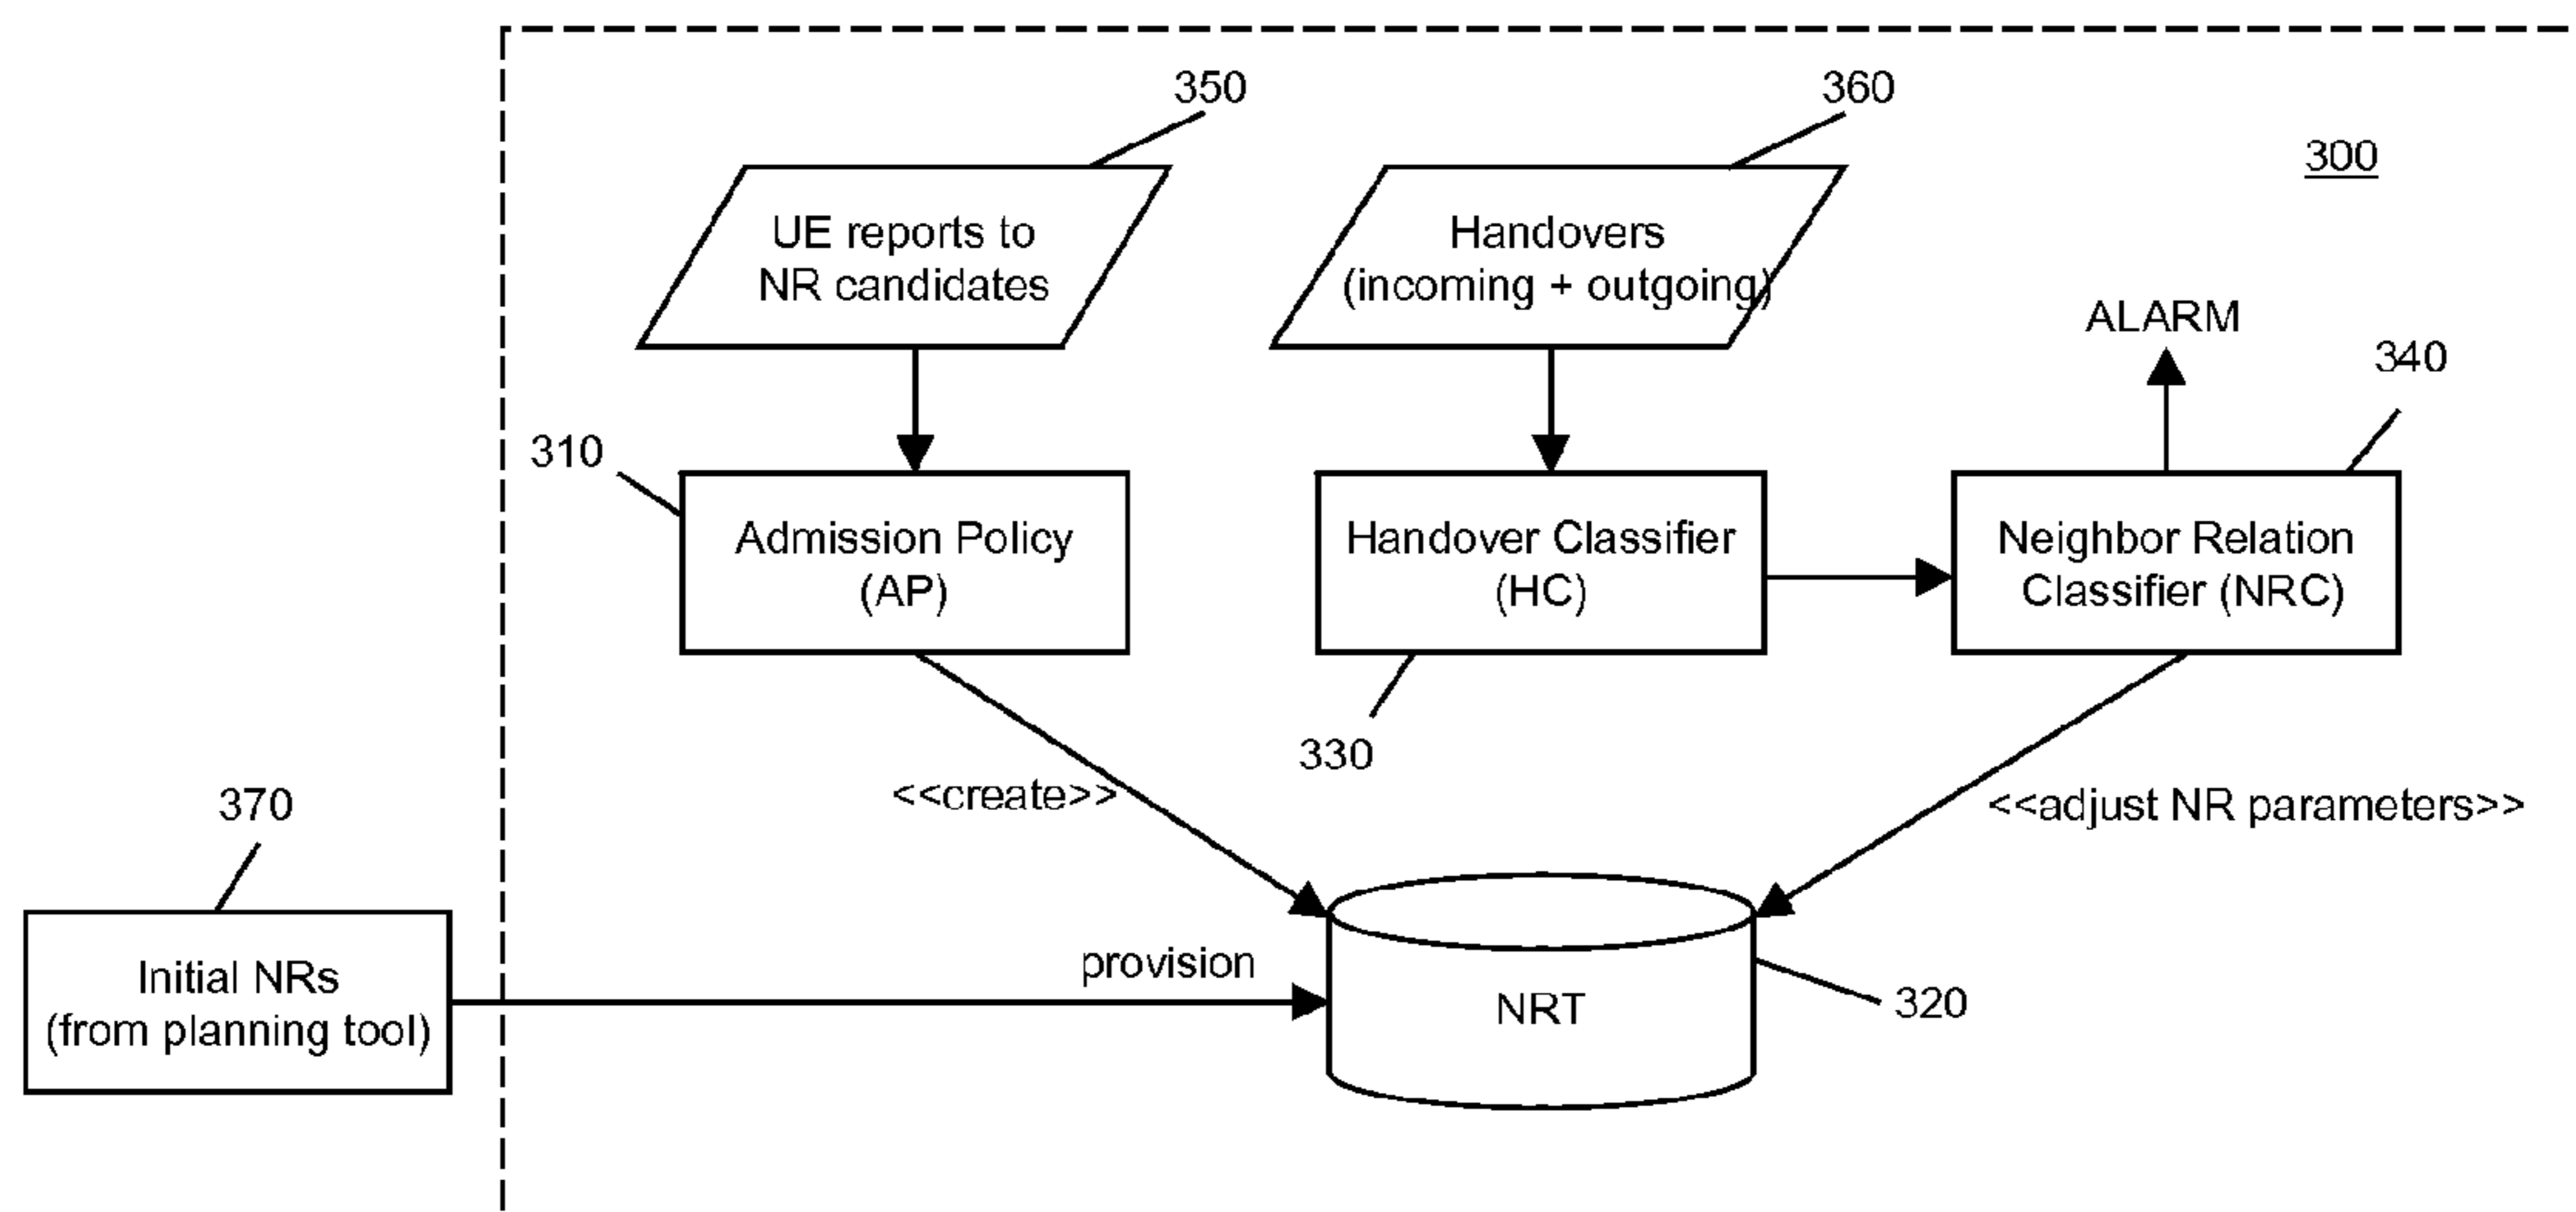 350
360
300
UE reports to
NR candidates
Handovers
(incoming + outgoing)
ALARM
340
310
Admission Policy
(AP)
Handover Classifier
(HC)
Neighbor Relation
Classifier (NRC)
330
<<create>>
<<adjust NR parameters>>
370
Initial NRs
(from planning tool)
provision
NRT
320